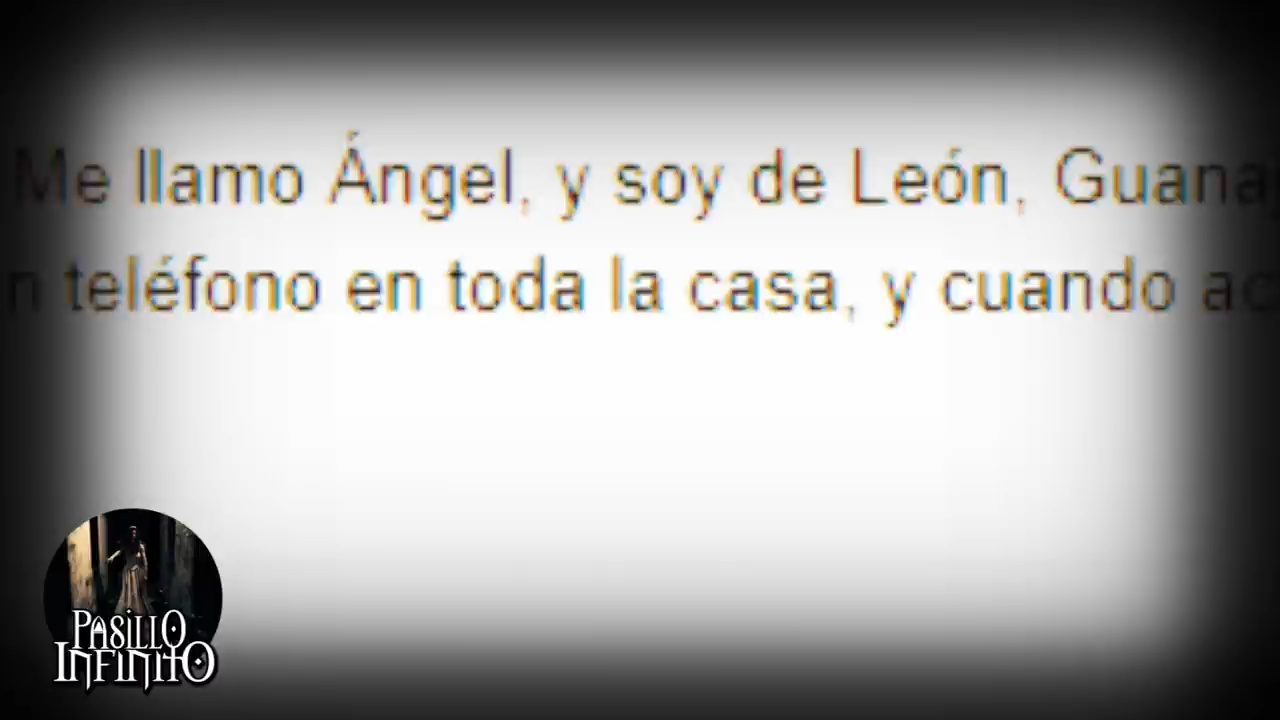 Me llamo Ángel, y soy de León,
teléfono en toda la casa, y cuando
PASILLO
INFINITO